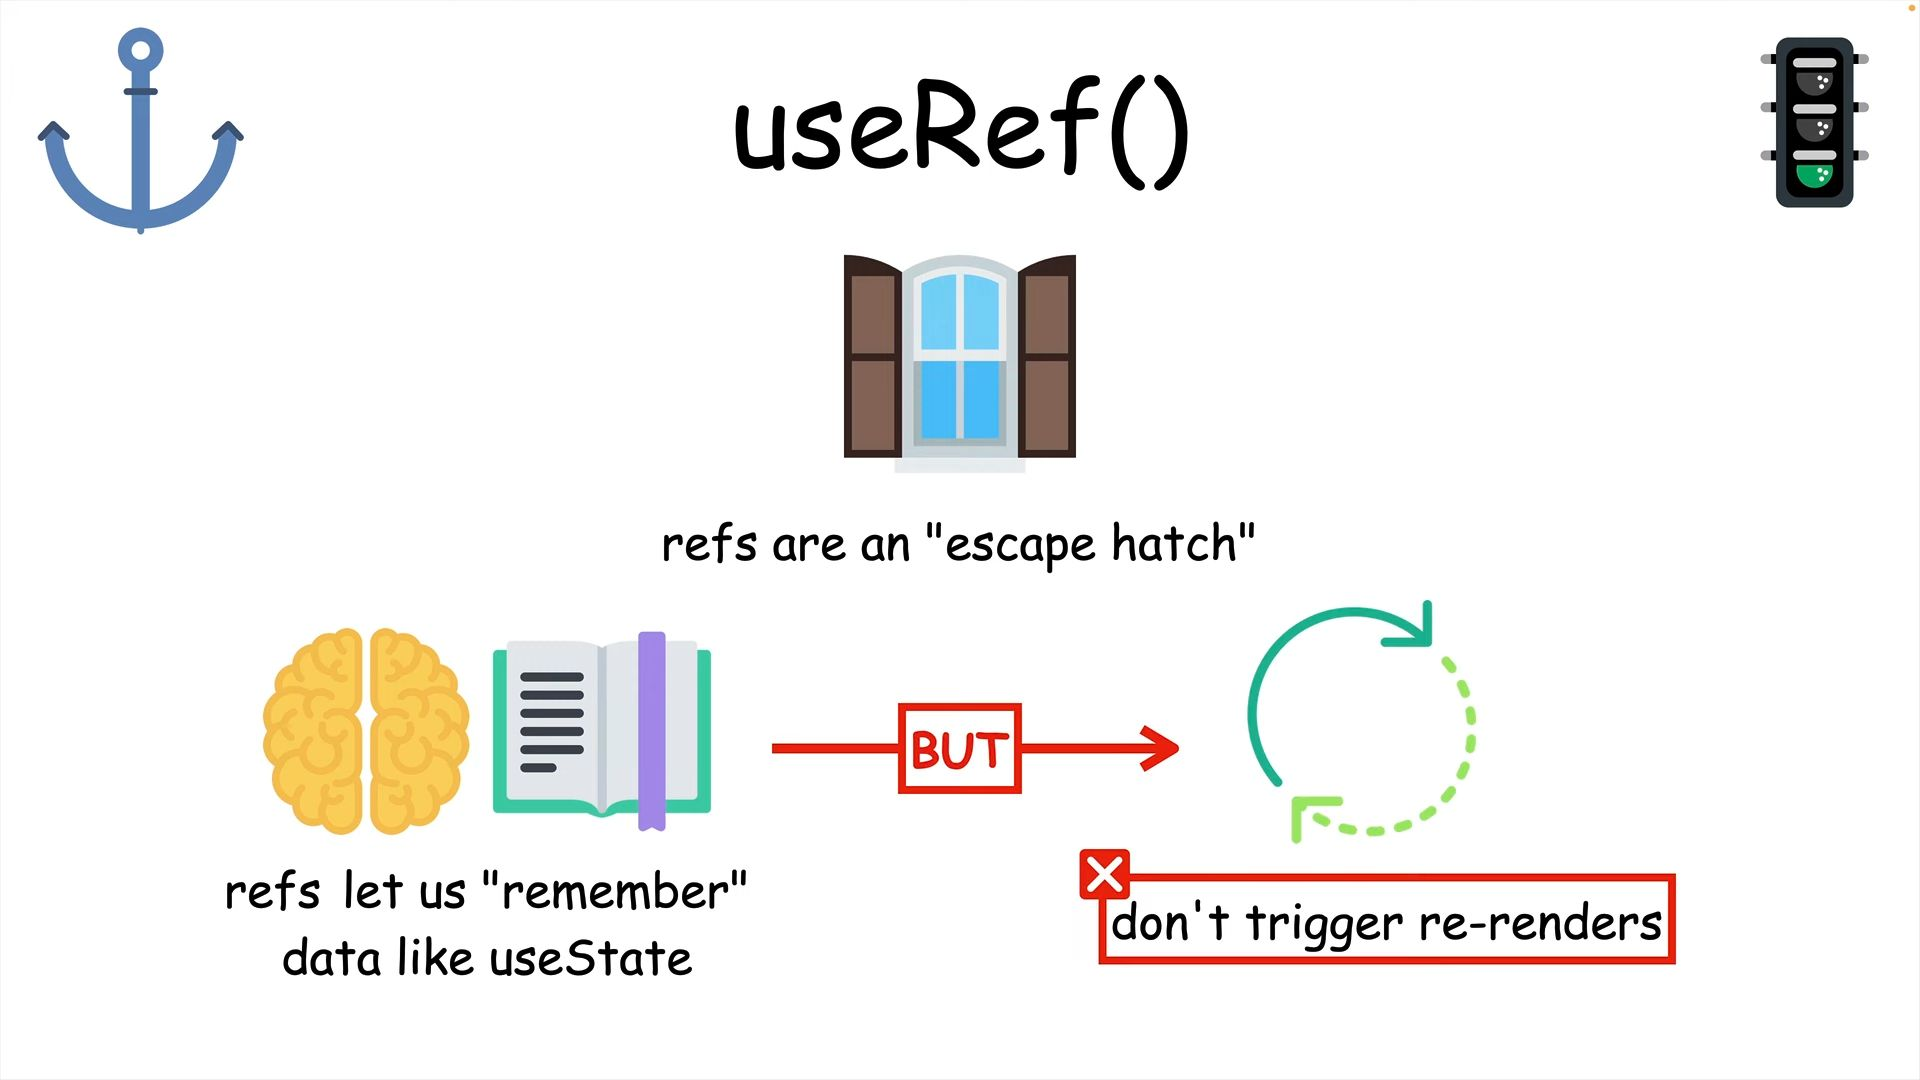 useRef()
refs are an "escape hatch"
BUT
refs let us "remember"
data like useState
don't trigger re-renders